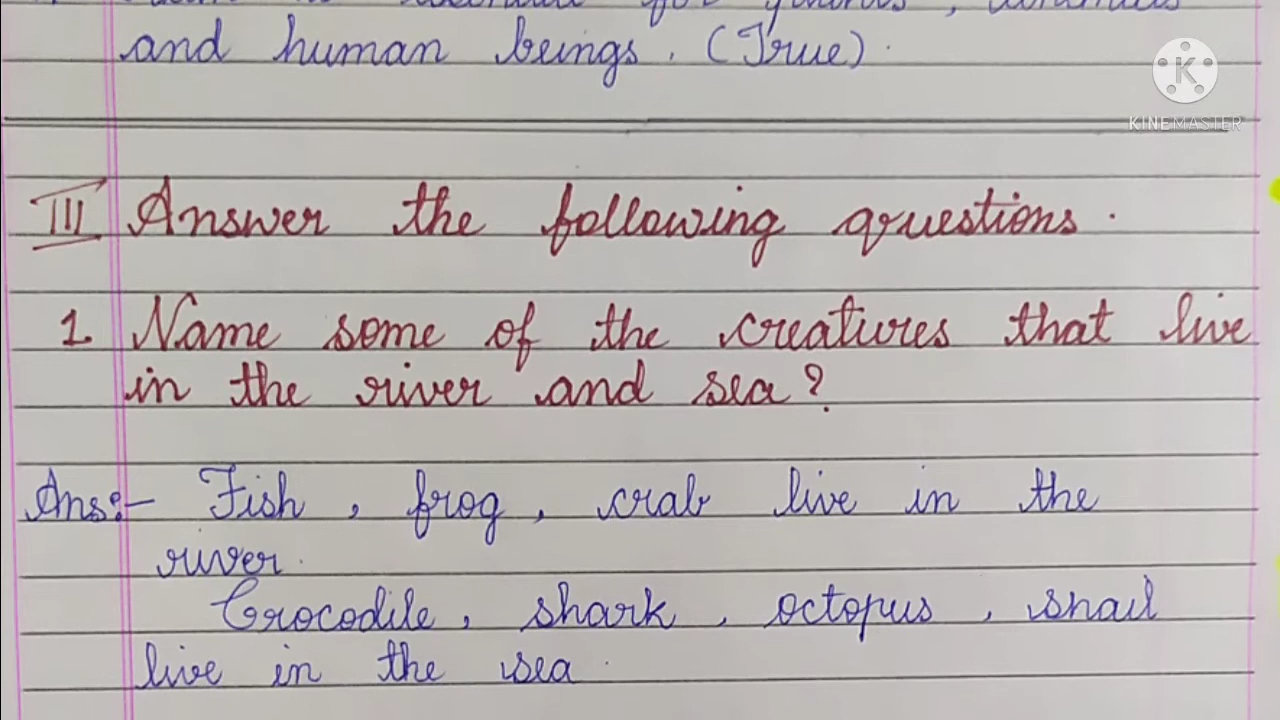 and human beings. (True).
KINEMASTER
III Answer the following questions.
1. Name some of the creatures that live
in the river and sea?
Ans:- Fish, frog, crab live in the
river.
Crocodile, shark, octopus, snail
live in the sea.